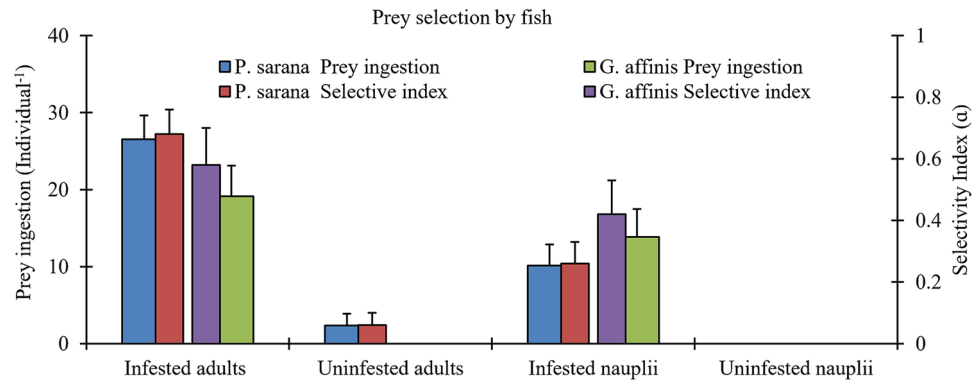 Prey selection by fish
Prey ingestion (Individual⁻¹)
40
30
20
10
0
P. sarana Prey ingestion
P. sarana Selective index
G. affinis Prey ingestion
G. affinis Selective index
1
0.8
0.6
0.4
0.2
0
Selectivity Index (α)
Infested adults
Uninfested adults
Infested nauplii
Uninfested nauplii